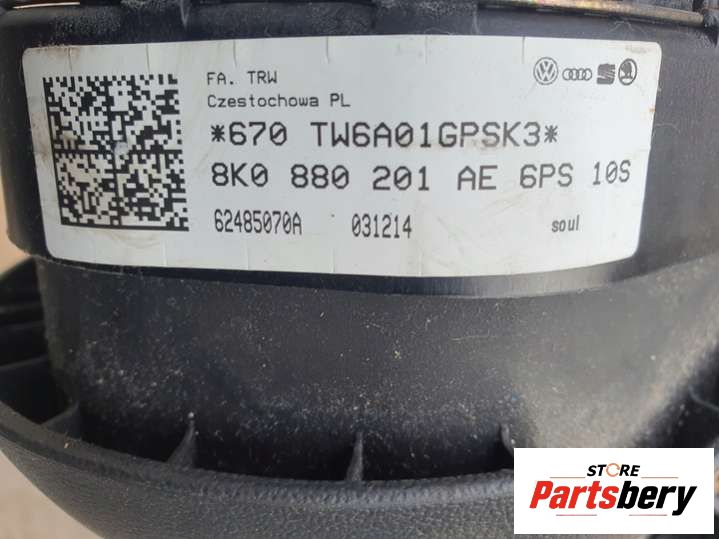 FA. TRW
Czestochowa PL
*670 TW6A01GPSK3*
8K0 880 201 AE 6PS 10S
62485070A 031214 soul
STORE
Partsbery